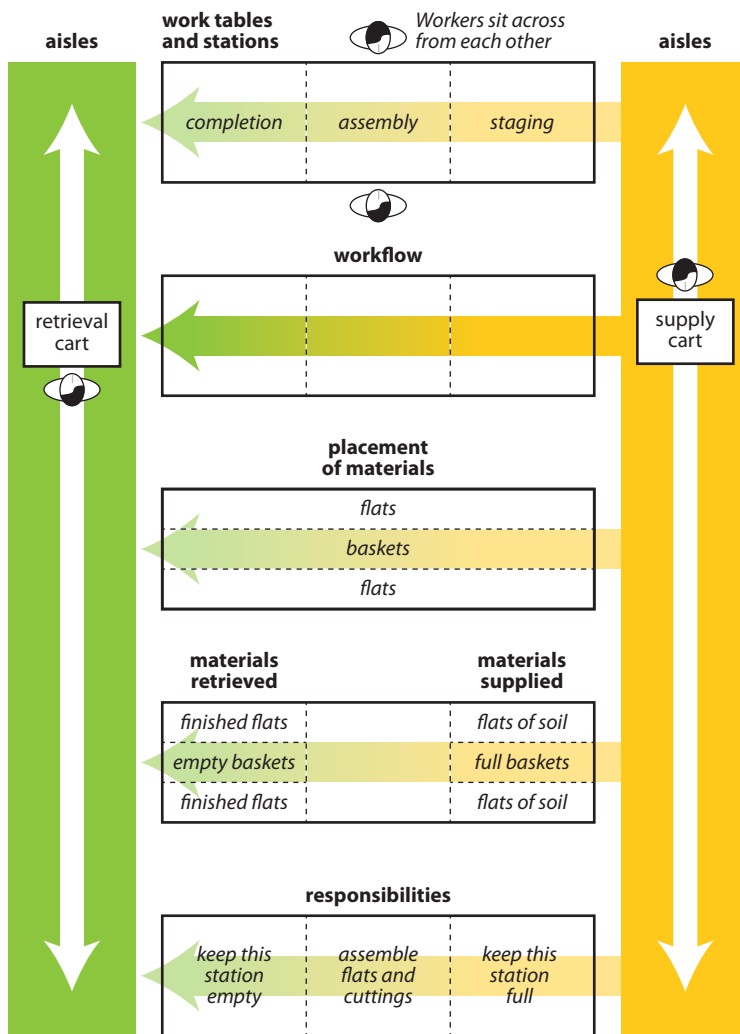 aisles
work tables
and stations
Workers sit across
from each other
aisles
completion
assembly
staging
workflow
retrieval
cart
supply
cart
placement
of materials
flats
baskets
flats
materials
retrieved
materials
supplied
finished flats
flats of soil
empty baskets
full baskets
finished flats
flats of soil
responsibilities
keep this
station
empty
assemble
flats and
cuttings
keep this
station
full